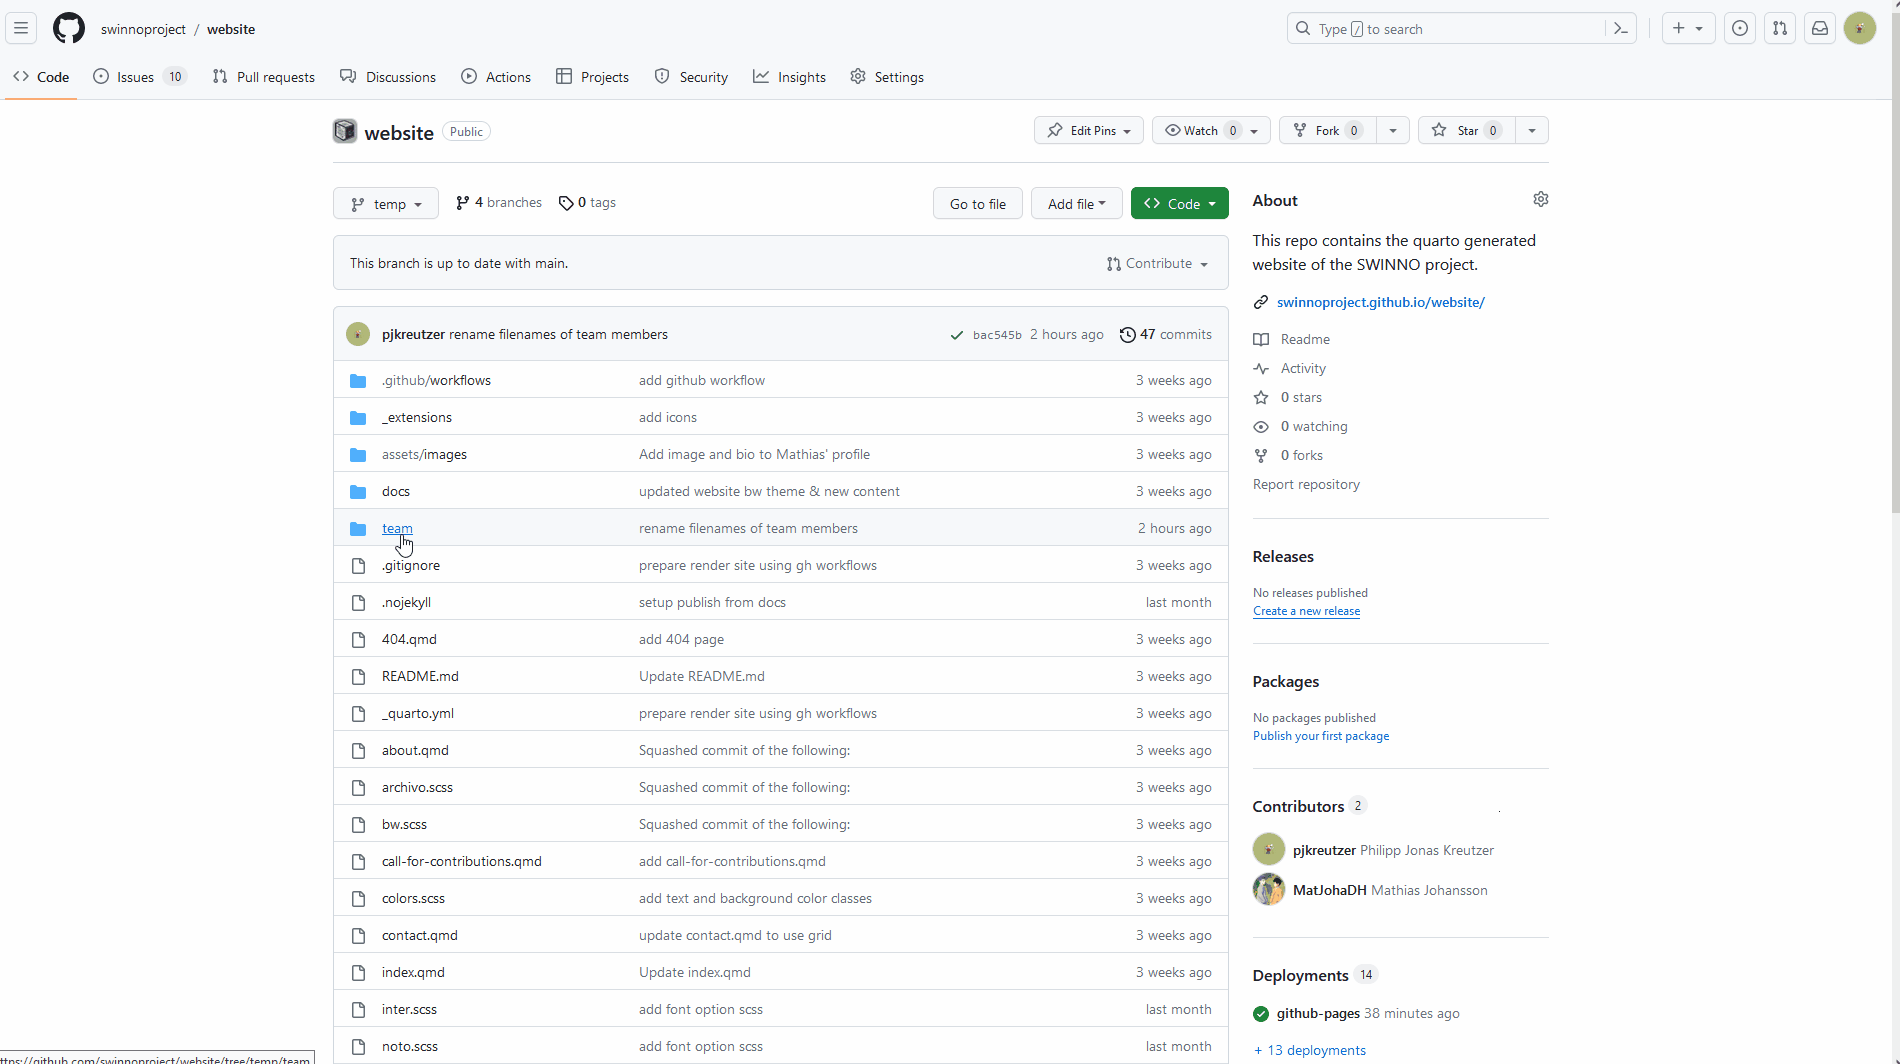 swinnoproject / website
Type / to search
Code Issues 10 Pull requests Discussions Actions Projects Security Insights Settings
website Public
Edit Pins Watch 0 Fork 0 Star 0
temp 4 branches 0 tags Go to file Add file Code
This branch is up to date with main. Contribute
pjkreutzer rename filenames of team members bac545b 2 hours ago 47 commits
.github/workflows add github workflow 3 weeks ago
_extensions add icons 3 weeks ago
assets/images Add image and bio to Mathias' profile 3 weeks ago
docs updated website bw theme & new content 3 weeks ago
team rename filenames of team members 2 hours ago
.gitignore prepare render site using gh workflows 3 weeks ago
.nojekyll setup publish from docs last month
404.qmd add 404 page 3 weeks ago
README.md Update README.md 3 weeks ago
_quarto.yml prepare render site using gh workflows 3 weeks ago
about.qmd Squashed commit of the following: 3 weeks ago
archivo.scss Squashed commit of the following: 3 weeks ago
bw.scss Squashed commit of the following: 3 weeks ago
call-for-contributions.qmd add call-for-contributions.qmd 3 weeks ago
colors.scss add text and background color classes 3 weeks ago
contact.qmd update contact.qmd to use grid 3 weeks ago
index.qmd Update index.qmd 3 weeks ago
inter.scss add font option scss last month
noto.scss add font option scss last month
About
This repo contains the quarto generated
website of the SWINNO project.
swinnoproject.github.io/website/
Readme
Activity
0 stars
0 watching
0 forks
Report repository
Releases
No releases published
Create a new release
Packages
No packages published
Publish your first package
Contributors 2
pjkreutzer Philipp Jonas Kreutzer
MatJohaDH Mathias Johansson
Deployments 14
github-pages 38 minutes ago
+ 13 deployments
ttps://github.com/swinnoproject/website/tree/temp/team